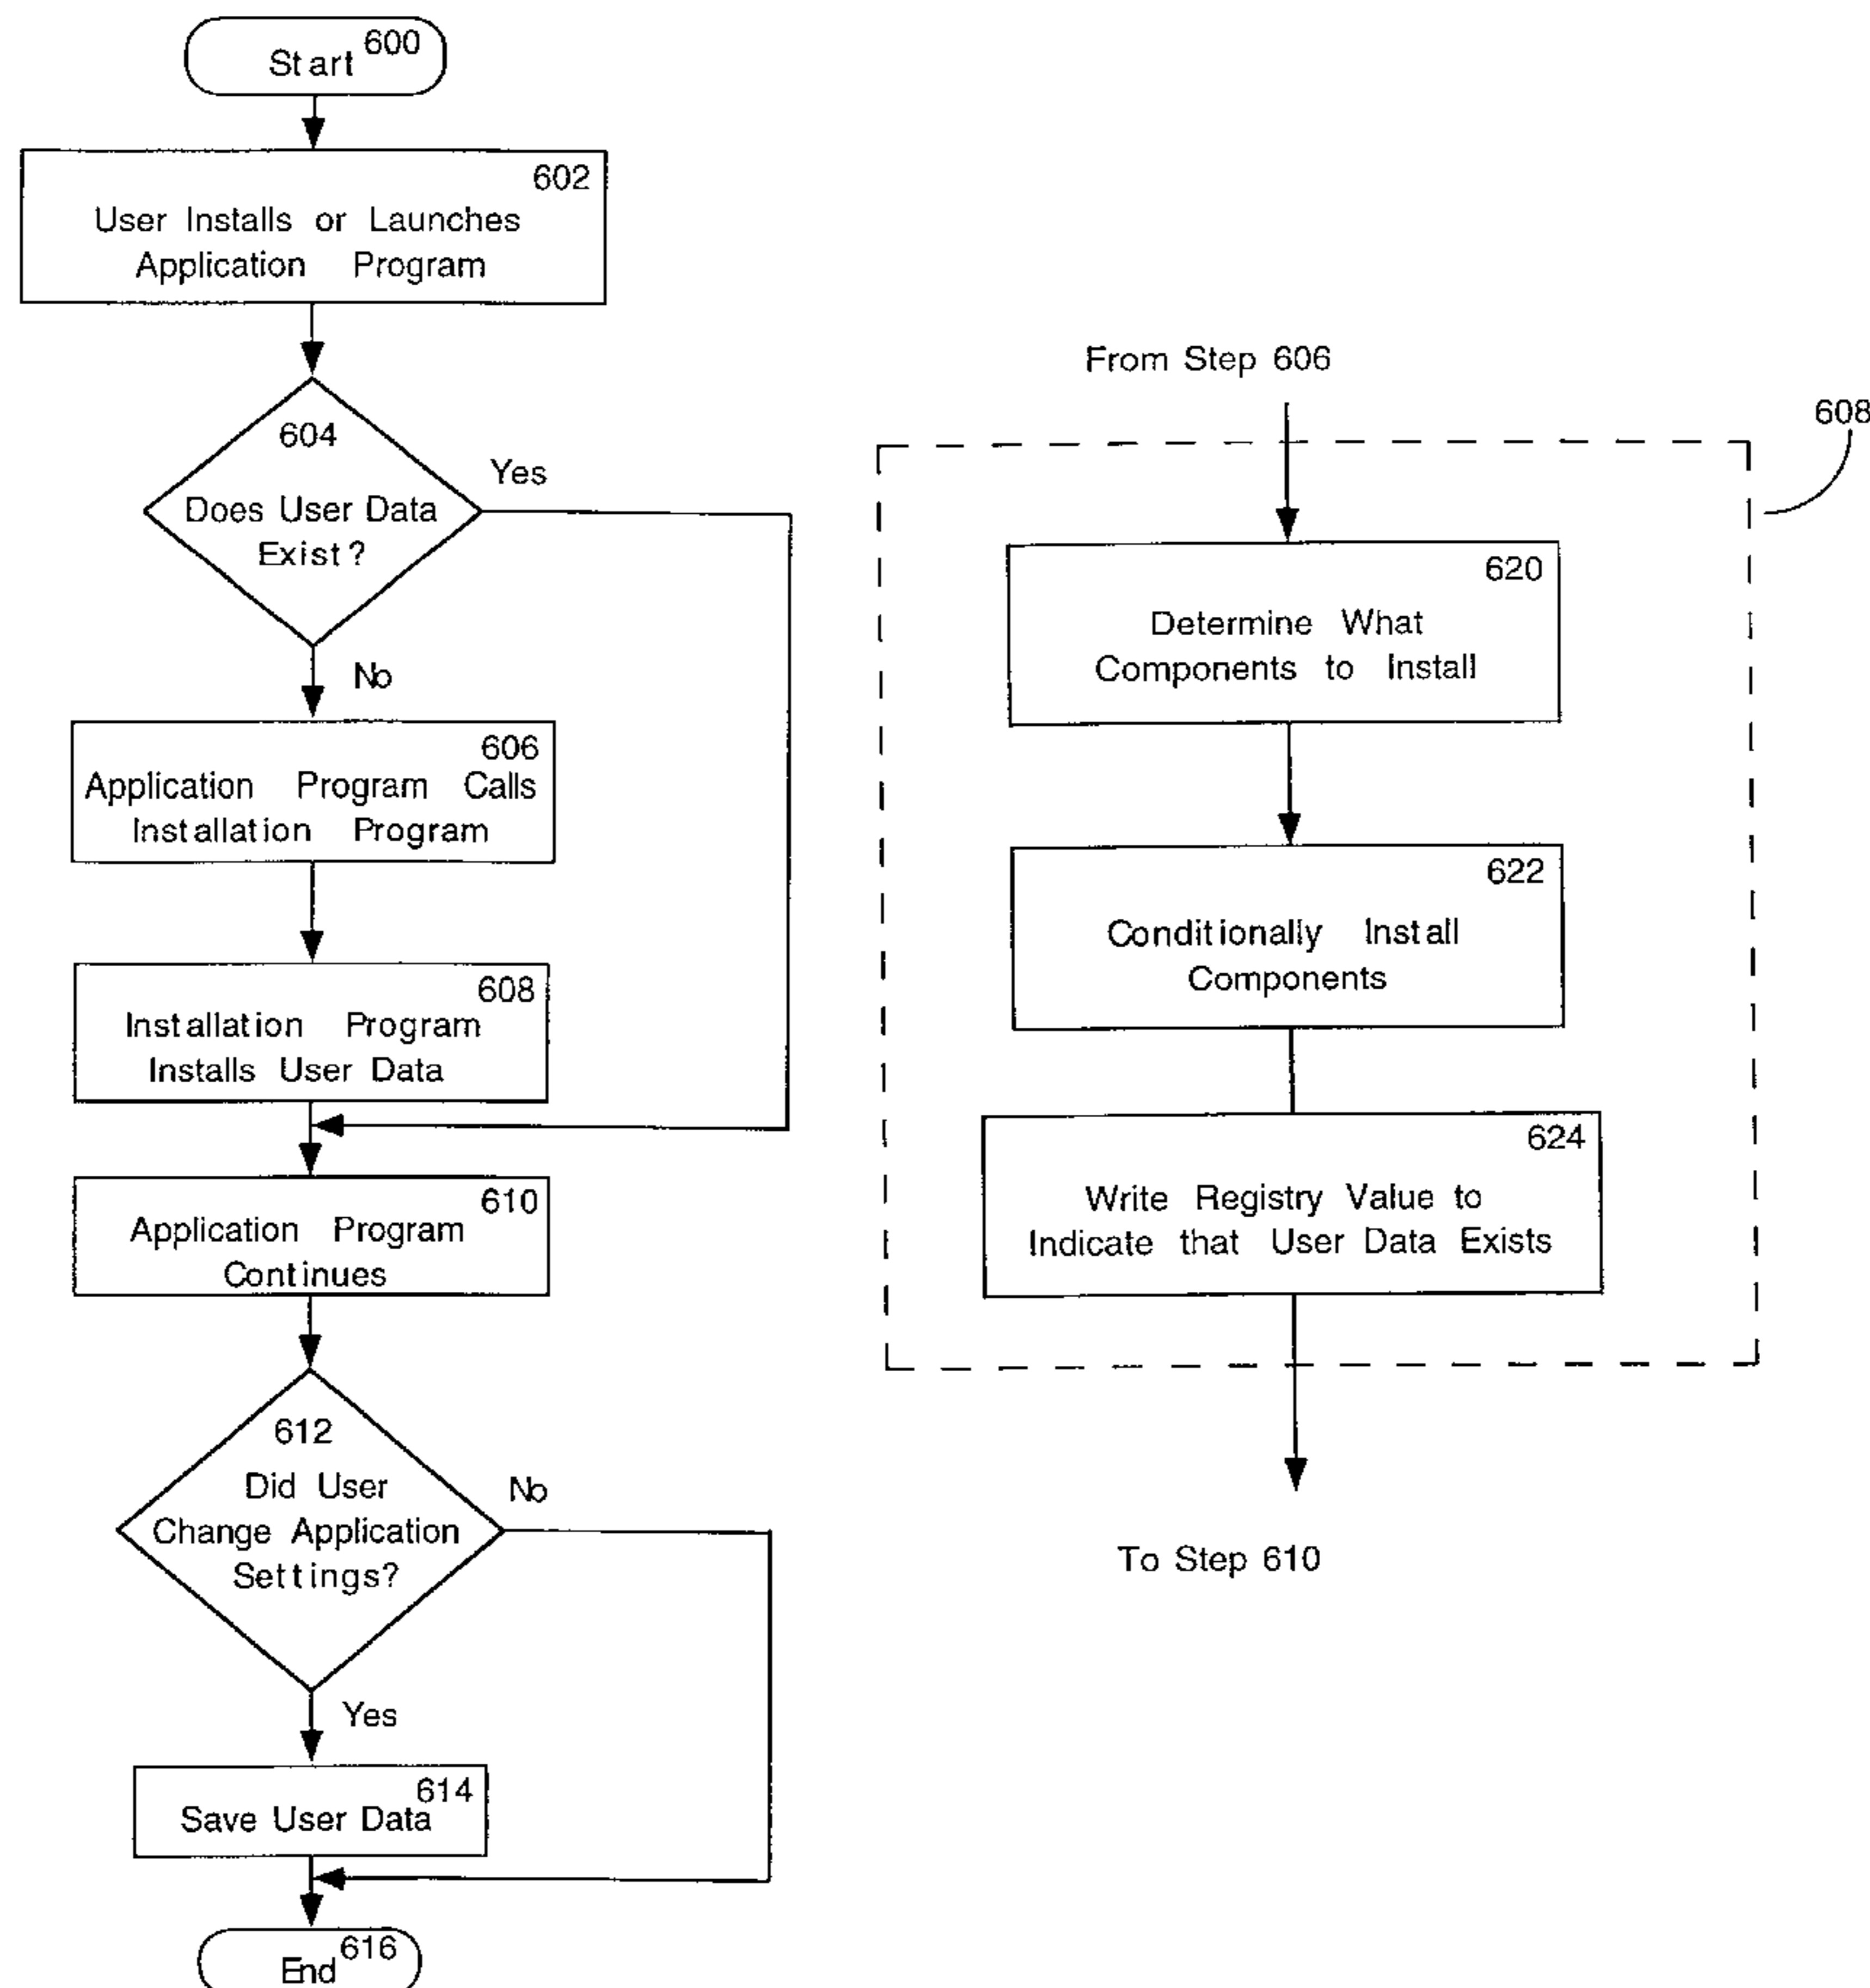 Start 600
602
User Installs or Launches
Application Program
604
Does User Data
Exist?
Yes
No
606
Application Program Calls
Installation Program
608
Installation Program
Installs User Data
610
Application Program
Continues
612
Did User
Change Application
Settings?
No
Yes
614
Save User Data
End 616
From Step 606
608
620
Determine What
Components to Install
622
Conditionally Install
Components
624
Write Registry Value to
Indicate that User Data Exists
To Step 610